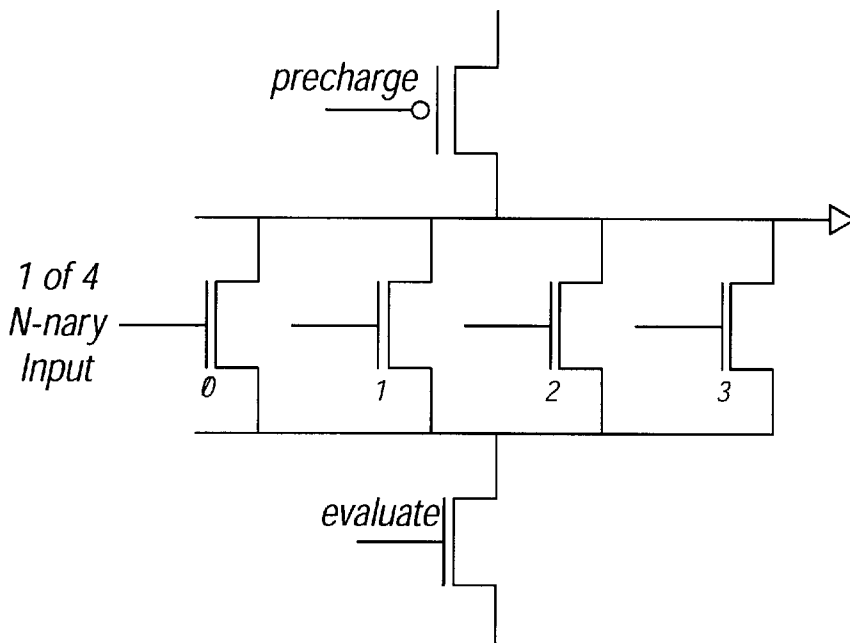 precharge
1 of 4
N-nary
Input
0
1
2
3
evaluate